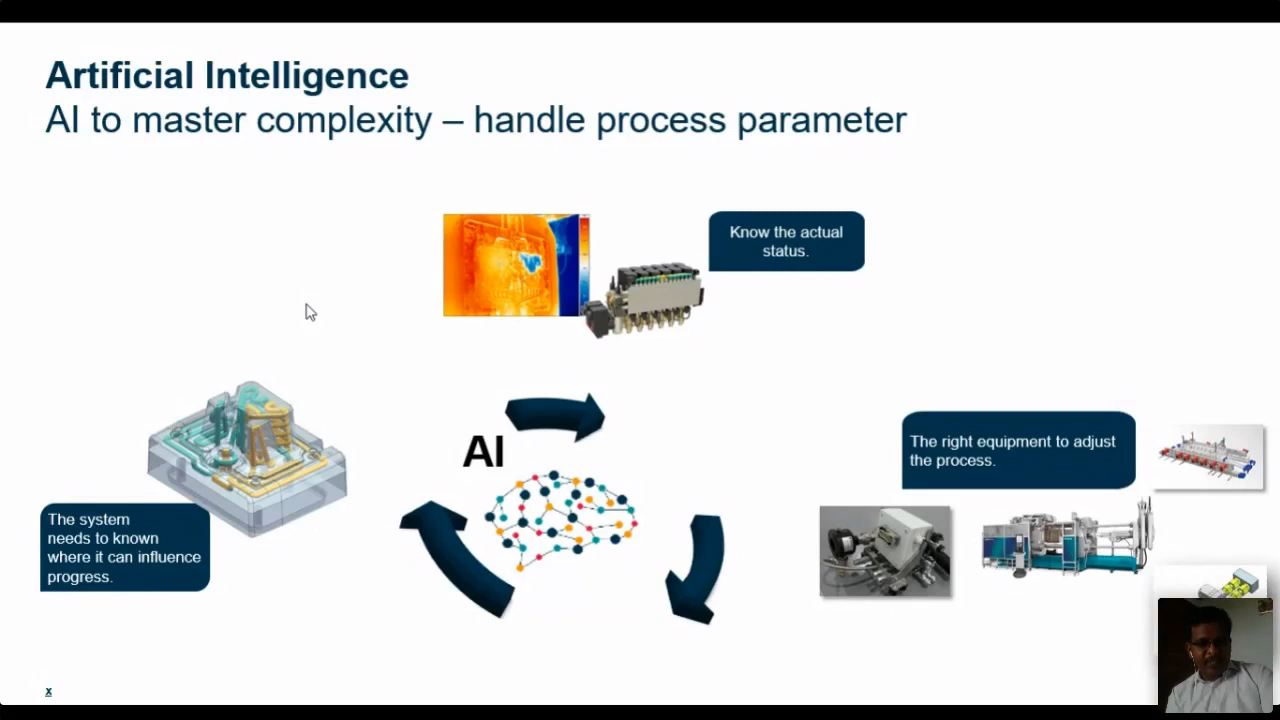 Artificial Intelligence
AI to master complexity – handle process parameter
Know the actual
status.
AI
The right equipment to adjust
the process.
The system
needs to known
where it can influence
progress.
x